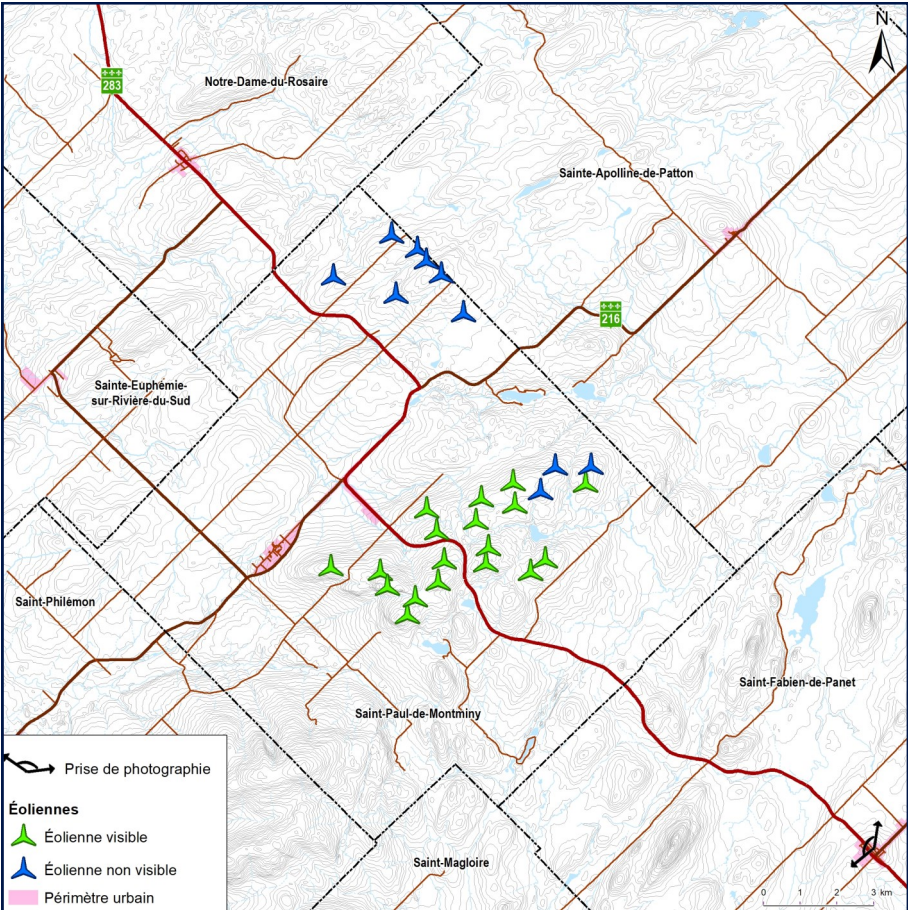 N
283
Notre-Dame-du-Rosaire
Sainte-Apolline-de-Patton
216
Sainte-Euphémie-
sur-Rivière-du-Sud
Saint-Philémon
Saint-Fabien-de-Panet
Saint-Paul-de-Montminy
Saint-Magloire
Prise de photographie
Éoliennes
Éolienne visible
Éolienne non visible
Périmètre urbain
0 1 2 3 km